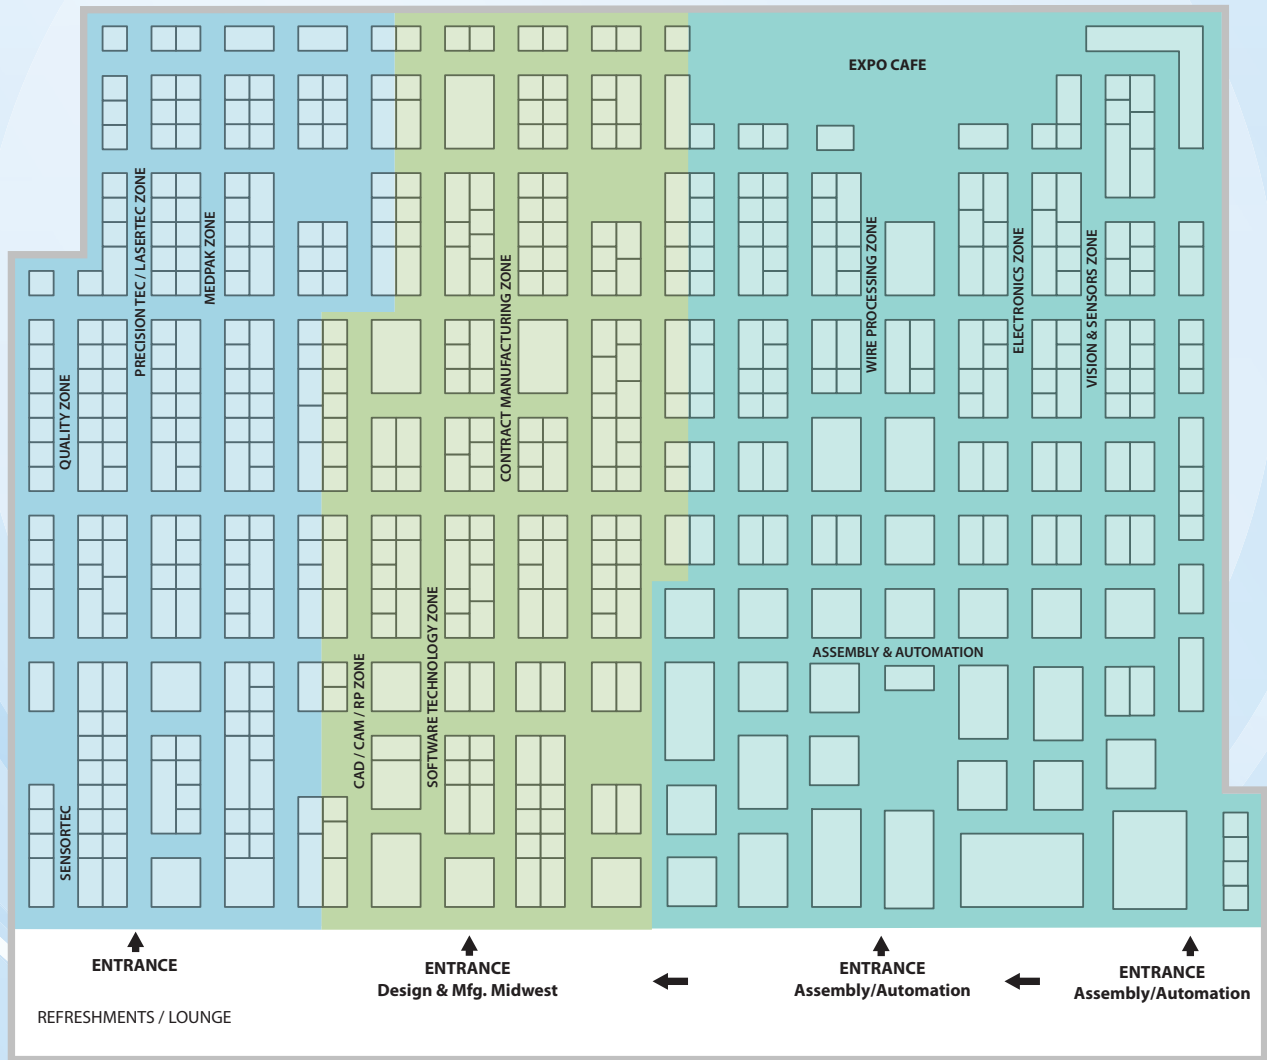 EXPO CAFE
PRECISION TEC / LASERTEC ZONE
MEDPAK ZONE
WIRE PROCESSING ZONE
ELECTRONICS ZONE
VISION & SENSORS ZONE
CONTRACT MANUFACTURING ZONE
QUALITY ZONE
SOFTWARE TECHNOLOGY ZONE
ASSEMBLY & AUTOMATION
CAD / CAM / RP ZONE
SENSORTEC
ENTRANCE
ENTRANCE
Design & Mfg. Midwest
ENTRANCE
Assembly/Automation
ENTRANCE
Assembly/Automation
REFRESHMENTS / LOUNGE